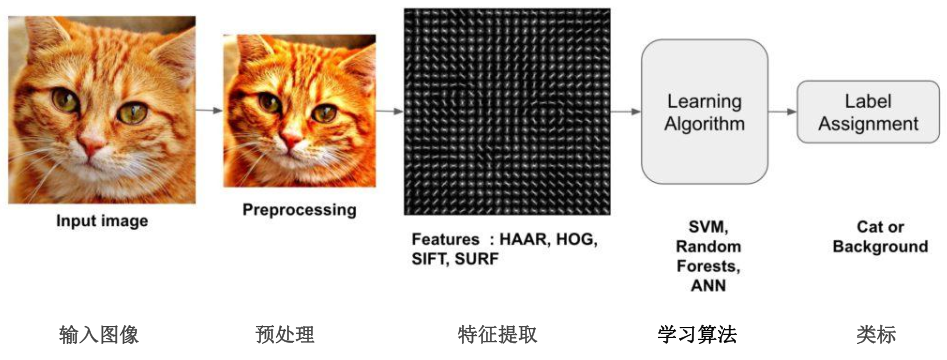 Input image
Preprocessing
Features : HAAR, HOG,
SIFT, SURF
Learning
Algorithm
SVM,
Random
Forests,
ANN
Label
Assignment
Cat or
Background
输入图像
预处理
特征提取
学习算法
类标